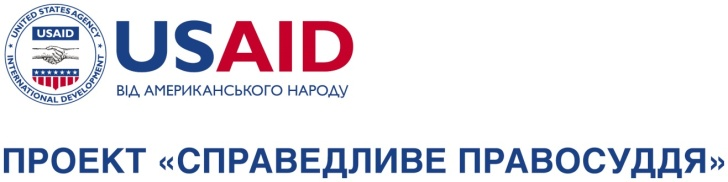 UNITED STATES AGENCY
USAID
INTERNATIONAL DEVELOPMENT
USAID
ВІД АМЕРИКАНСЬКОГО НАРОДУ
ПРОЕКТ «СПРАВЕДЛИВЕ ПРАВОСУДДЯ»